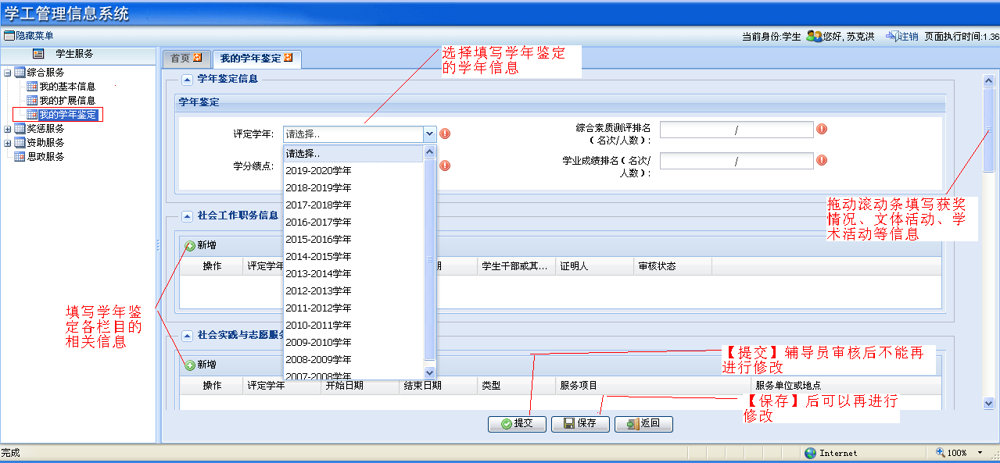 学工管理信息系统
隐藏菜单
当前身份:学生 您好, 苏克洪 注销 页面执行时间:1.36
学生服务
综合服务
我的基本信息
我的扩展信息
我的学年鉴定
奖惩服务
资助服务
思政服务
首页 我的学年鉴定
选择填写学年鉴定
的学年信息
学年鉴定信息
学年鉴定
评定学年:
请选择..
综合素质测评排名
(名次/人数):
/
学分绩点:
学业成绩排名(名次/
人数):
/
请选择..
2019-2020学年
2018-2019学年
2017-2018学年
2016-2017学年
2015-2016学年
2014-2015学年
2013-2014学年
2012-2013学年
2011-2012学年
2010-2011学年
2009-2010学年
2008-2009学年
2007-2008学年
拖动滚动条填写获奖
情况、文体活动、学
术活动等信息
社会工作职务信息
新增
操作 评定学年 期 学生干部或其... 证明人 审核状态
填写学年鉴
定各栏目的
相关信息
社会实践与志愿服务
新增
操作 评定学年 开始日期 结束日期 类型 服务项目 服务单位或地点
【提交】辅导员审核后不能再
进行修改
【保存】后可以再进行
修改
提交 保存 返回
完成
Internet
100%